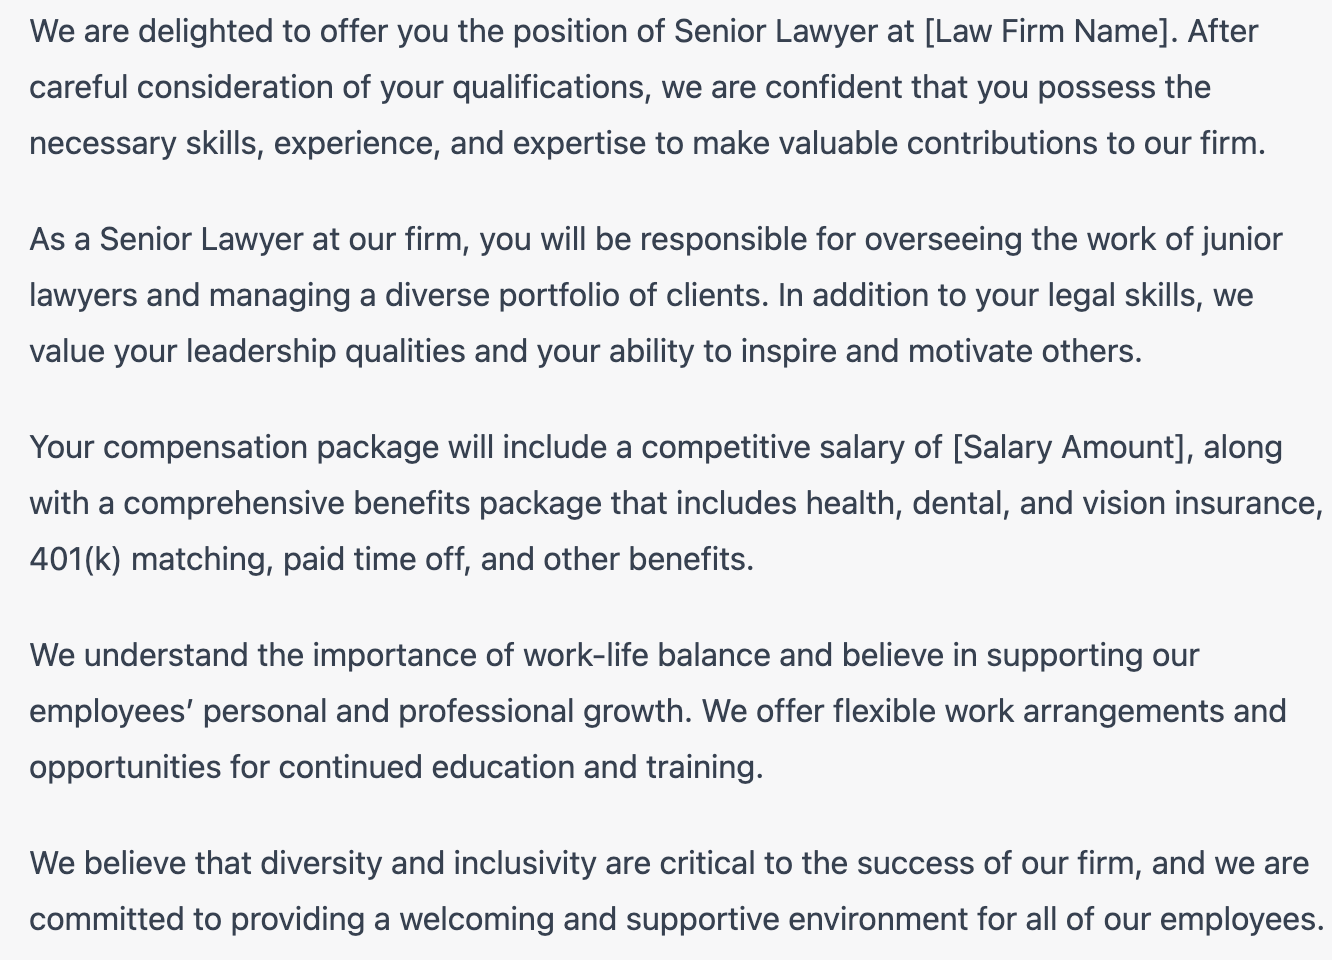 We are delighted to offer you the position of Senior Lawyer at [Law Firm Name]. After
careful consideration of your qualifications, we are confident that you possess the
necessary skills, experience, and expertise to make valuable contributions to our firm.
As a Senior Lawyer at our firm, you will be responsible for overseeing the work of junior
lawyers and managing a diverse portfolio of clients. In addition to your legal skills, we
value your leadership qualities and your ability to inspire and motivate others.
Your compensation package will include a competitive salary of [Salary Amount], along
with a comprehensive benefits package that includes health, dental, and vision insurance,
401(k) matching, paid time off, and other benefits.
We understand the importance of work-life balance and believe in supporting our
employees’ personal and professional growth. We offer flexible work arrangements and
opportunities for continued education and training.
We believe that diversity and inclusivity are critical to the success of our firm, and we are
committed to providing a welcoming and supportive environment for all of our employees.